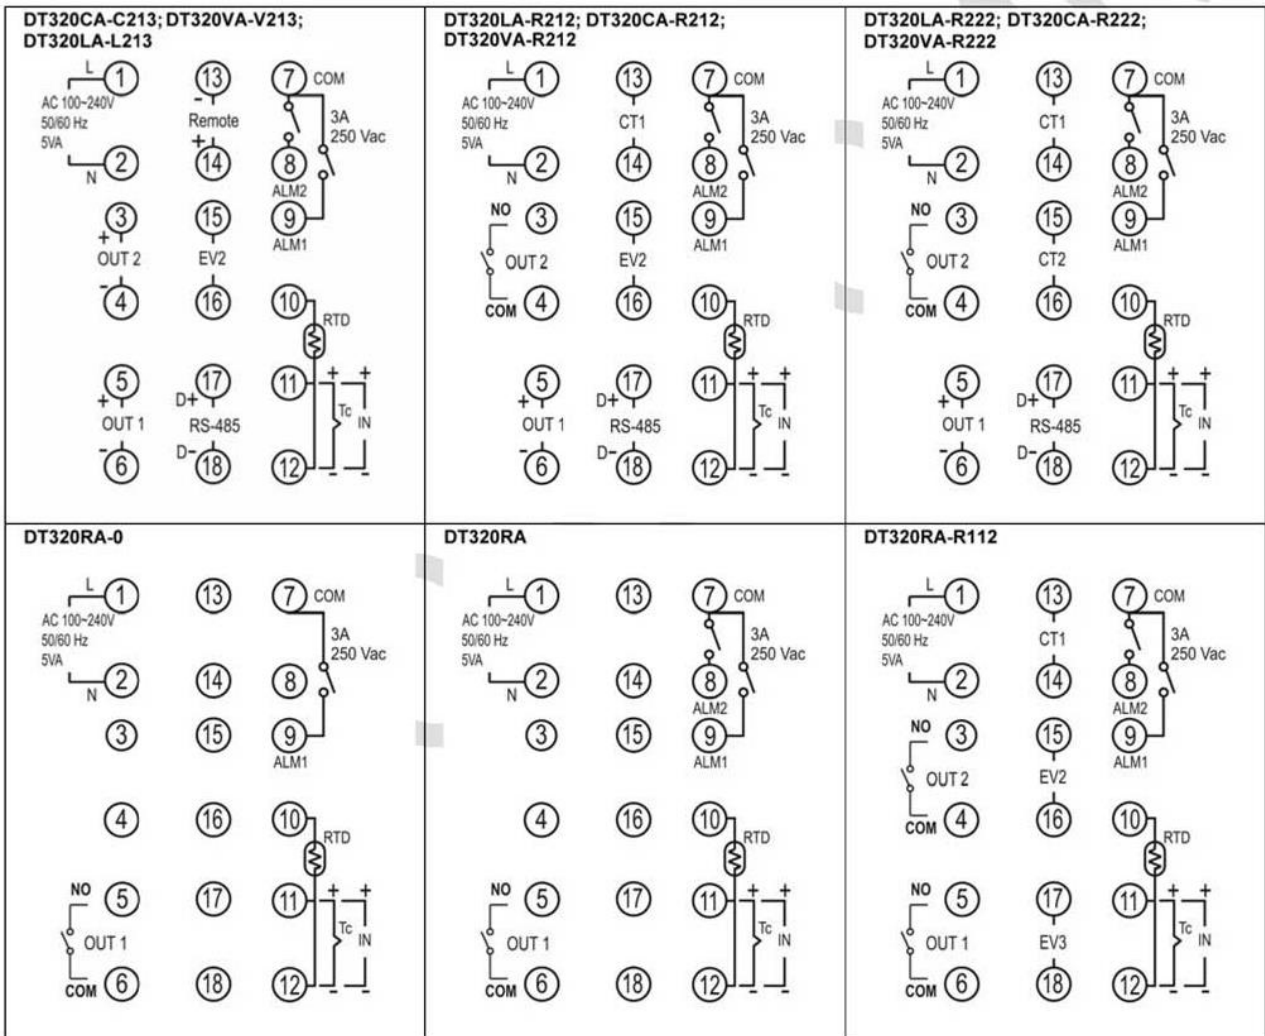 DT320CA-C213; DT320VA-V213;
DT320LA-L213
L 1 13 7 COM
AC 100~240V
50/60 Hz
5VA
-
Remote
+
3A
250 Vac
N 2 14 8
ALM2
3 15 9
ALM1
+
OUT 2 EV2
-
4 16 10
RTD
5 17 11 + +
+ D+
OUT 1 RS-485 Tc IN
- D-
6 18 12 - -
DT320LA-R212; DT320CA-R212;
DT320VA-R212
L 1 13 7 COM
AC 100~240V
50/60 Hz
5VA
CT1
3A
250 Vac
N 2 14 8
ALM2
NO 3 15 9
ALM1
OUT 2 EV2
COM 4 16 10
RTD
5 17 11 + +
+ D+
OUT 1 RS-485 Tc IN
- D-
6 18 12 - -
DT320LA-R222; DT320CA-R222;
DT320VA-R222
L 1 13 7 COM
AC 100~240V
50/60 Hz
5VA
CT1
3A
250 Vac
N 2 14 8
ALM2
NO 3 15 9
ALM1
OUT 2 CT2
COM 4 16 10
RTD
5 17 11 + +
+ D+
OUT 1 RS-485 Tc IN
- D-
6 18 12 - -
DT320RA-0
L 1 13 7 COM
AC 100~240V
50/60 Hz
5VA
3A
250 Vac
N 2 14 8
3 15 9
ALM1
4 16 10
RTD
NO 5 17 11 + +
OUT 1 Tc IN
COM 6 18 12 - -
DT320RA
L 1 13 7 COM
AC 100~240V
50/60 Hz
5VA
3A
250 Vac
N 2 14 8
ALM2
3 15 9
ALM1
4 16 10
RTD
NO 5 17 11 + +
OUT 1 Tc IN
COM 6 18 12 - -
DT320RA-R112
L 1 13 7 COM
AC 100~240V
50/60 Hz
5VA
CT1
3A
250 Vac
N 2 14 8
ALM2
NO 3 15 9
ALM1
OUT 2 EV2
COM 4 16 10
RTD
NO 5 17 11 + +
OUT 1 EV3 Tc IN
COM 6 18 12 - -